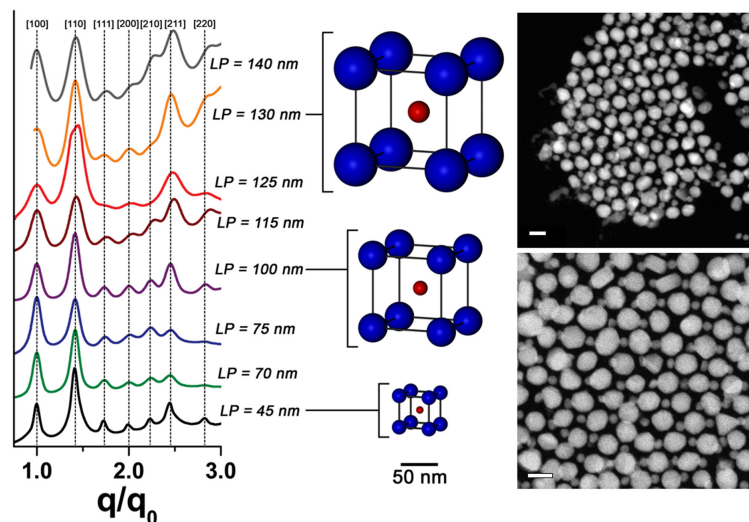 [100] [110] [111] [200] [210] [211] [220]
LP = 140 nm
LP = 130 nm
LP = 125 nm
LP = 115 nm
LP = 100 nm
LP = 75 nm
LP = 70 nm
LP = 45 nm
1.0 2.0 3.0
q/q0
50 nm